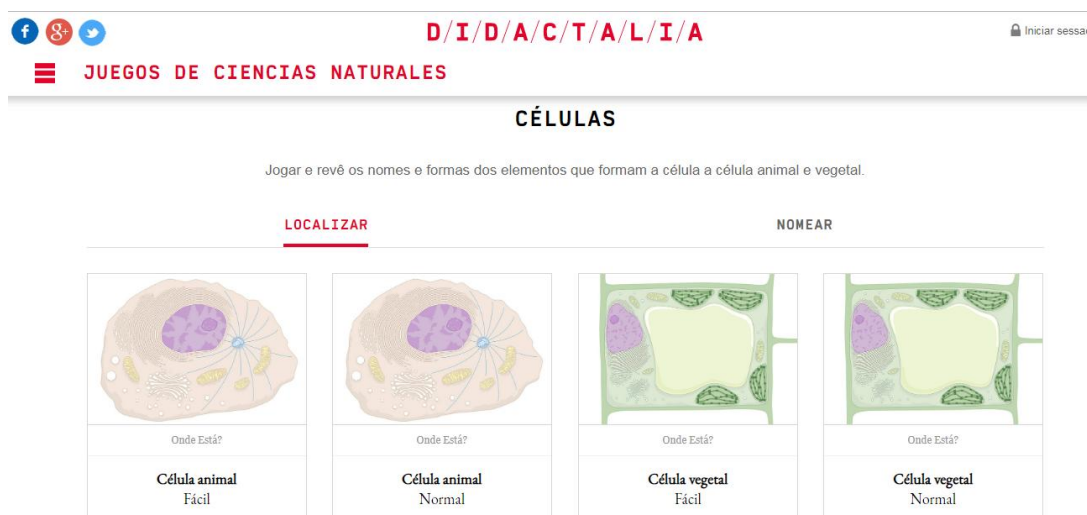 D/I/D/A/C/T/A/L/I/A
Iniciar sessa
JUEGOS DE CIENCIAS NATURALES
CÉLULAS
Jogar e revê os nomes e formas dos elementos que formam a célula a célula animal e vegetal.
LOCALIZAR NOMEAR
Onde Está? Onde Está? Onde Está? Onde Está?
Célula animal Célula animal Célula vegetal Célula vegetal
Fácil Normal Fácil Normal